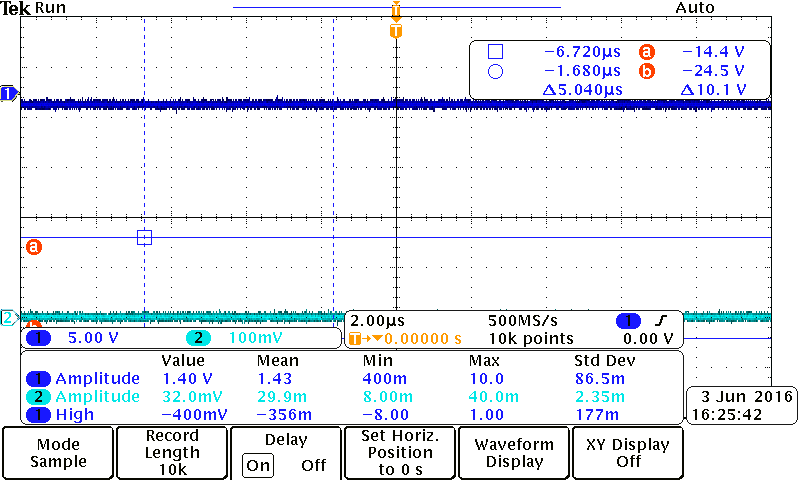 Tek Run Auto
T
T
□ −6.720µs a −14.4 V
○ −1.680µs b −24.5 V
Δ5.040µs Δ10.1 V
1
a
2
b
1 5.00 V 2 100mV
2.00µs 500MS/s 1
T→▼0.00000 s 10k points 0.00 V
Value Mean Min Max Std Dev
1 Amplitude 1.40 V 1.43 400m 10.0 86.5m
2 Amplitude 32.0mV 29.9m 8.00m 40.0m 2.35m
1 High −400mV −356m −8.00 1.00 177m
3 Jun 2016
16:25:42
Mode
Sample
Record
Length
10k
Delay
On Off
Set Horiz.
Position
to 0 s
Waveform
Display
XY Display
Off